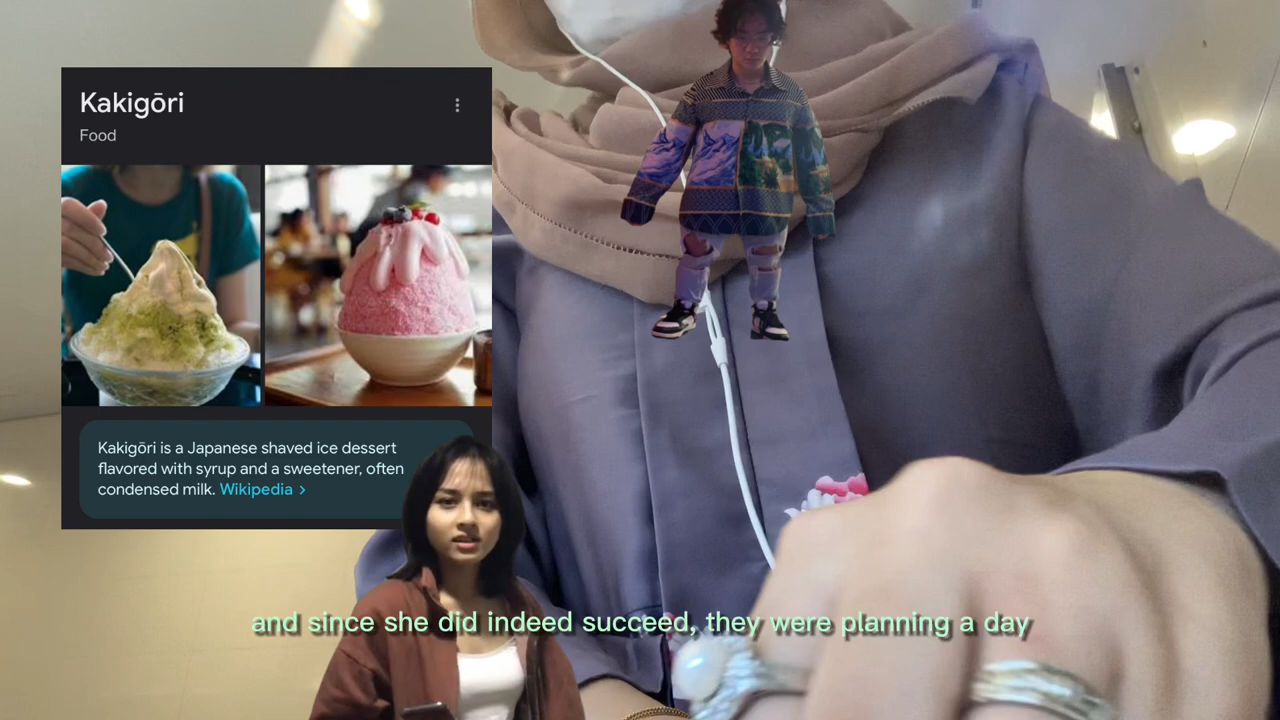 Kakigōri
Food
Kakigōri is a Japanese shaved ice dessert
flavored with syrup and a sweetener, often
condensed milk. Wikipedia >
and since she did indeed succeed, they were planning a day